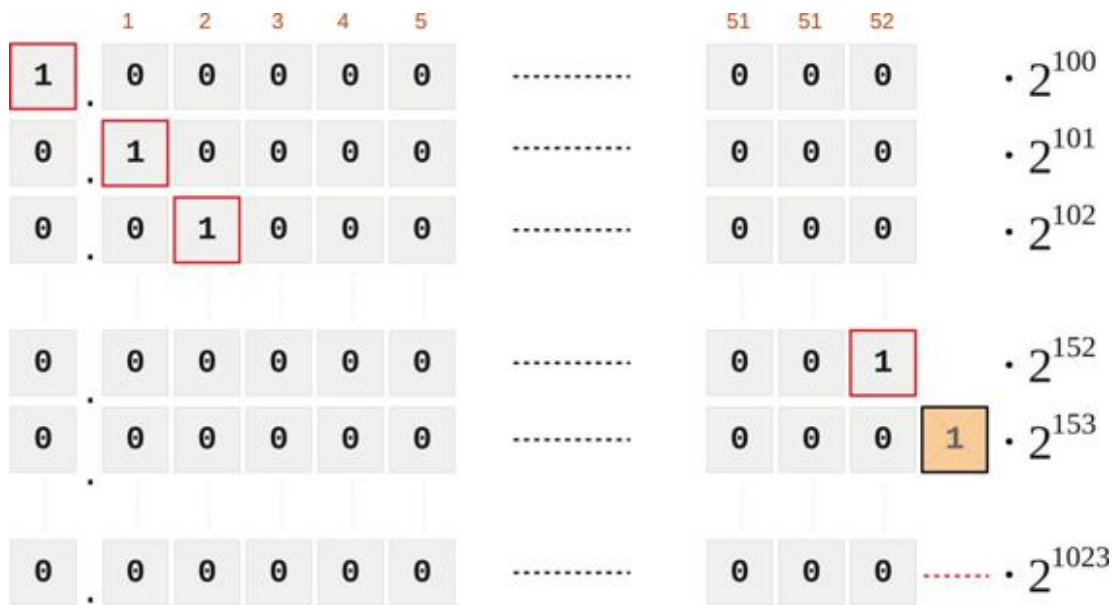 1 2 3 4 5 51 51 52
1 . 0 0 0 0 0 ......... 0 0 0 · 2^100
0 . 1 0 0 0 0 ......... 0 0 0 · 2^101
0 . 0 1 0 0 0 ......... 0 0 0 · 2^102
0 . 0 0 0 0 0 ......... 0 0 1 · 2^152
0 . 0 0 0 0 0 ......... 0 0 0 1 · 2^153
0 . 0 0 0 0 0 ......... 0 0 0 ...... · 2^1023